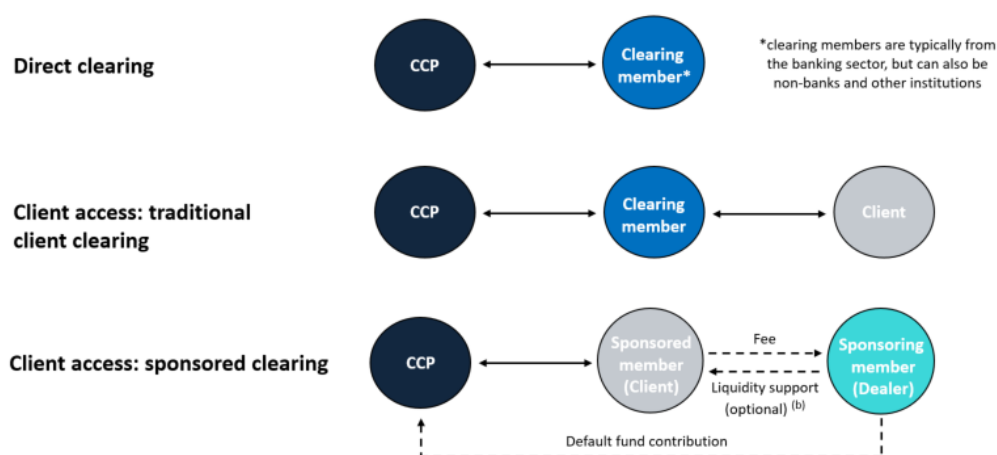 Direct clearing
CCP
Clearing
member*
*clearing members are typically from
the banking sector, but can also be
non-banks and other institutions
Client access: traditional
client clearing
CCP
Clearing
member
Client
Client access: sponsored clearing
CCP
Sponsored
member
(Client)
Fee
Liquidity support
(optional) (b)
Sponsoring
member
(Dealer)
Default fund contribution